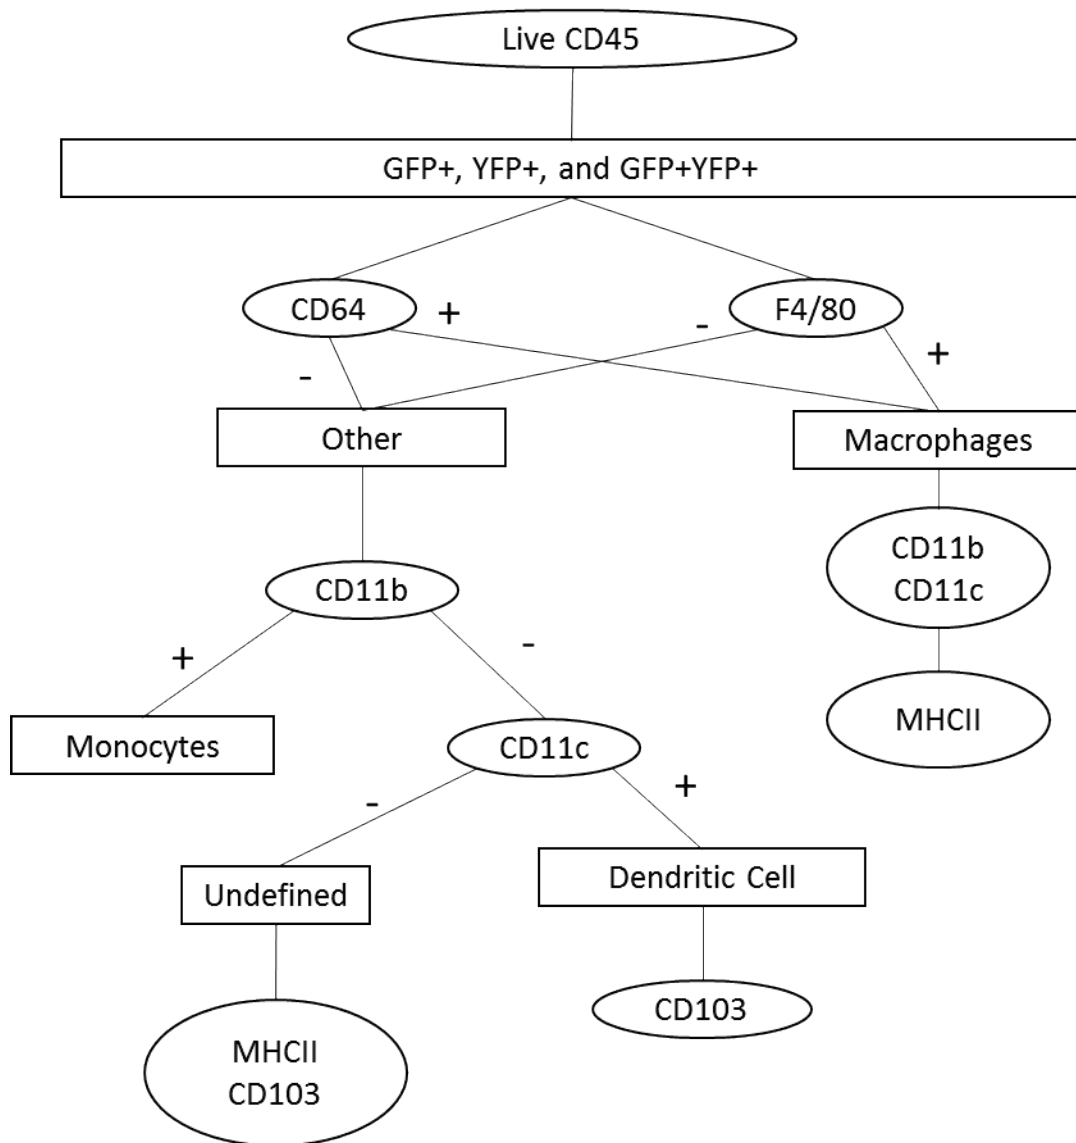 Live CD45
GFP+, YFP+, and GFP+YFP+
CD64
+
-
F4/80
-
+
Other
Macrophages
CD11b
CD11c
CD11b
+
-
MHCII
Monocytes
CD11c
-
+
Undefined
Dendritic Cell
CD103
MHCII
CD103